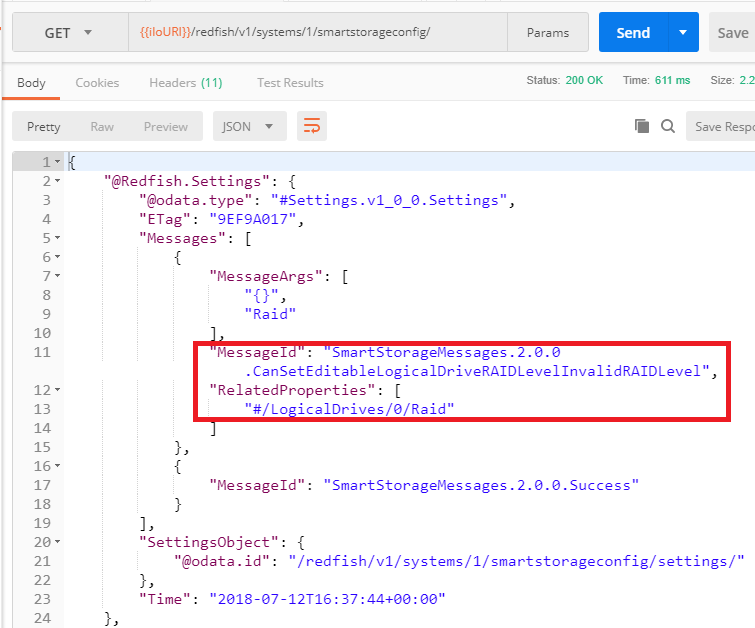 GET {{iloURI}}/redfish/v1/systems/1/smartstorageconfig/ Params Send Save
Body Cookies Headers (11) Test Results Status: 200 OK Time: 611 ms Size: 2.2
Pretty Raw Preview JSON Save Respo
1 {
2 "@Redfish.Settings": {
3 "@odata.type": "#Settings.v1_0_0.Settings",
4 "ETag": "9EF9A017",
5 "Messages": [
6 {
7 "MessageArgs": [
8 "{}",
9 "Raid"
10 ],
11 "MessageId": "SmartStorageMessages.2.0.0
.CanSetEditableLogicalDriveRAIDLevelInvalidRAIDLevel",
12 "RelatedProperties": [
13 "#/LogicalDrives/0/Raid"
14 ]
15 },
16 {
17 "MessageId": "SmartStorageMessages.2.0.0.Success"
18 }
19 ],
20 "SettingsObject": {
21 "@odata.id": "/redfish/v1/systems/1/smartstorageconfig/settings/"
22 },
23 "Time": "2018-07-12T16:37:44+00:00"
24 },